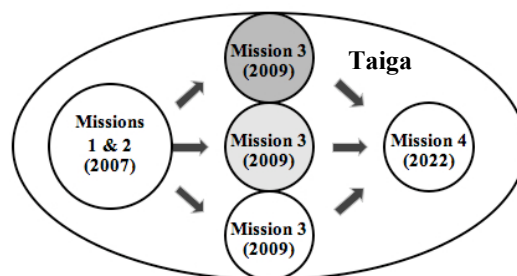 Taiga
Missions
1 & 2
(2007)
Mission 3
(2009)
Mission 3
(2009)
Mission 3
(2009)
Mission 4
(2022)